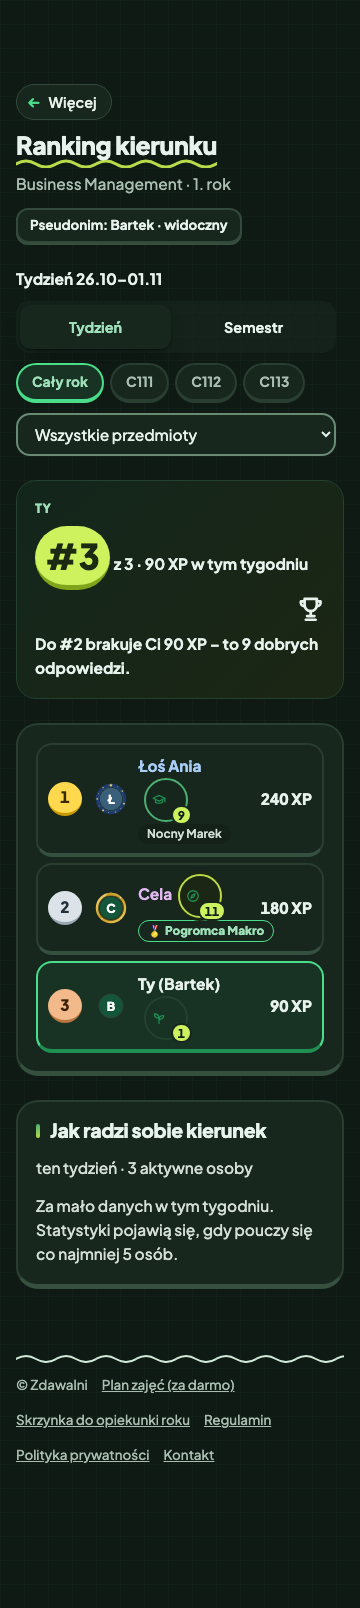 ← Więcej
Ranking kierunku
Business Management · 1. rok
Pseudonim: Bartek · widoczny
Tydzień 26.10–01.11
Tydzień Semestr
Cały rok C111 C112 C113
Wszystkie przedmioty
TY
#3 z 3 · 90 XP w tym tygodniu
Do #2 brakuje Ci 90 XP – to 9 dobrych
odpowiedzi.
1 Ł Łoś Ania 240 XP
9
Nocny Marek
2 C Cela 180 XP
11
Pogromca Makro
3 B Ty (Bartek) 90 XP
1
Jak radzi sobie kierunek
ten tydzień · 3 aktywne osoby
Za mało danych w tym tygodniu.
Statystyki pojawią się, gdy pouczy się
co najmniej 5 osób.
© Zdawalni Plan zajęć (za darmo)
Skrzynka do opiekunki roku Regulamin
Polityka prywatności Kontakt